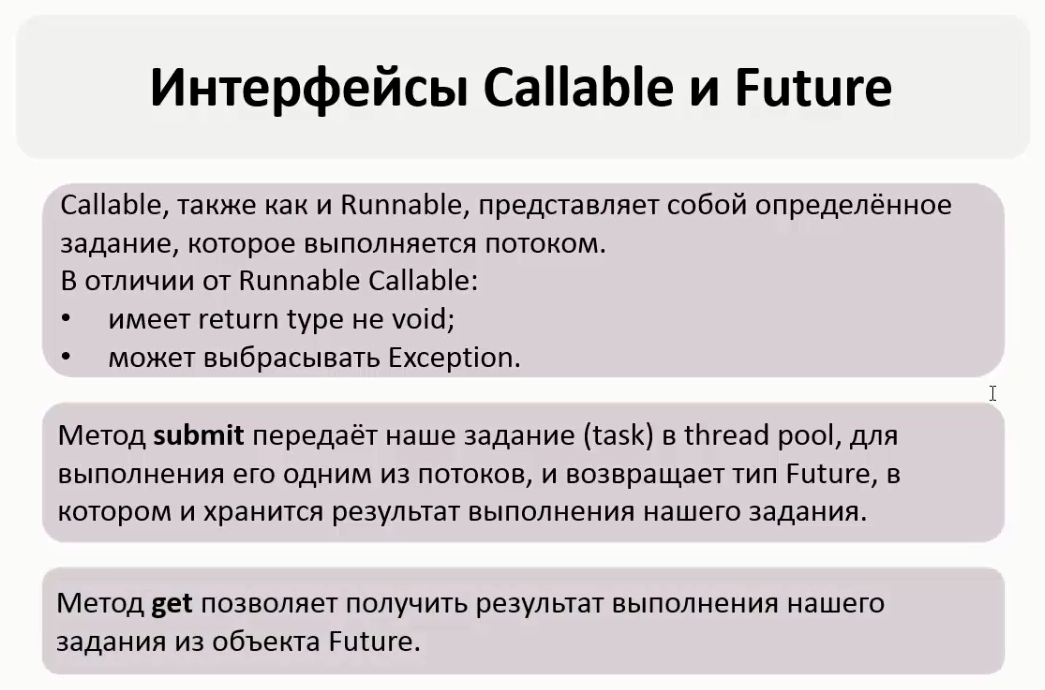 Интерфейсы Callable и Future
Callable, также как и Runnable, представляет собой определённое
задание, которое выполняется потоком.
В отличии от Runnable Callable:
• имеет return type не void;
• может выбрасывать Exception.
Метод submit передаёт наше задание (task) в thread pool, для
выполнения его одним из потоков, и возвращает тип Future, в
котором и хранится результат выполнения нашего задания.
Метод get позволяет получить результат выполнения нашего
задания из объекта Future.